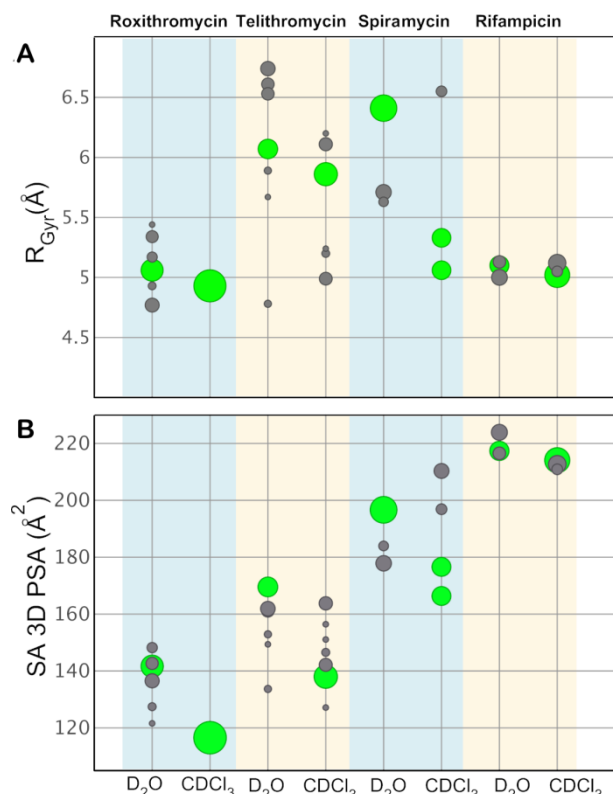 Roxithromycin Telithromycin Spiramycin Rifampicin
A
6.5
6
5.5
5
4.5
R_Gyr(Å)
B
220
200
180
160
140
120
SA 3D PSA (Å²)
D₂O CDCl₃ D₂O CDCl₃ D₂O CDCl₃ D₂O CDCl₃